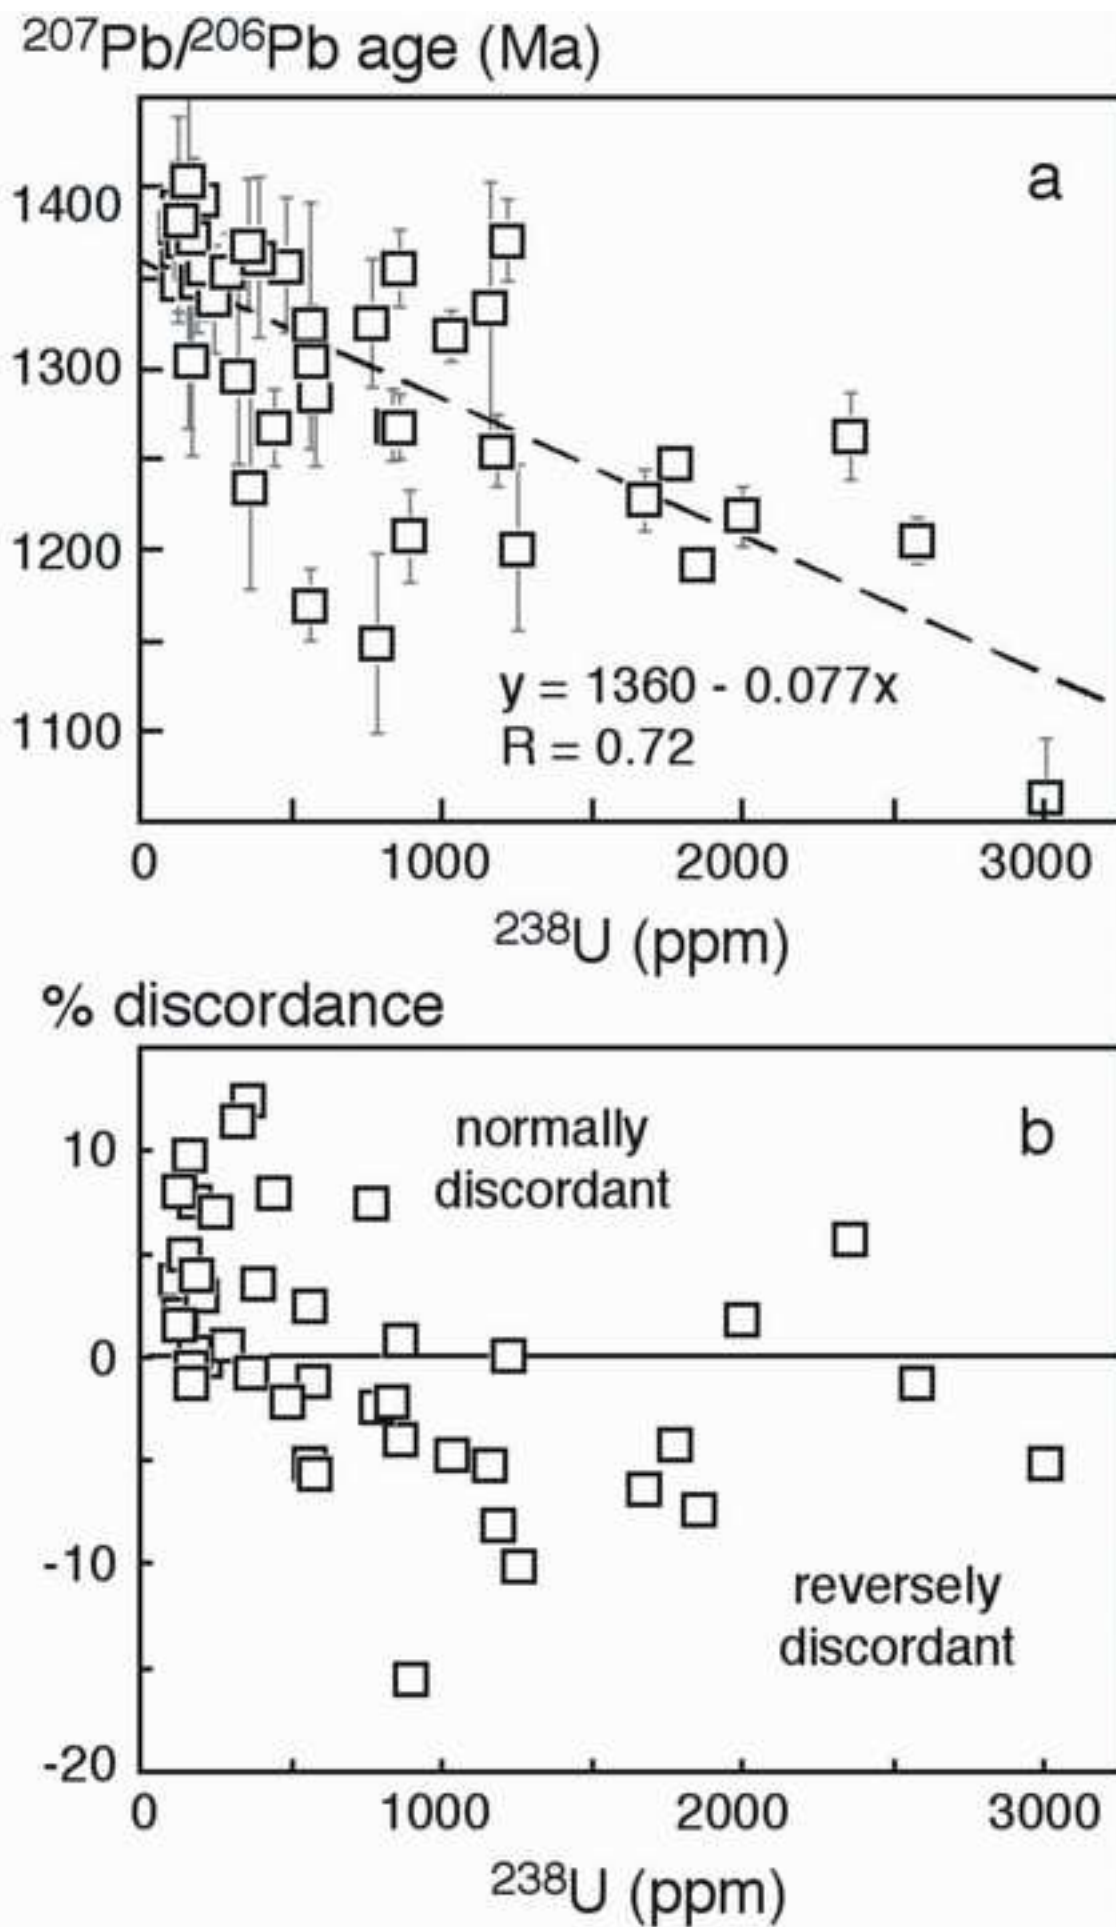 ²⁰⁷Pb/²⁰⁶Pb age (Ma)
a
1400
1300
1200
1100
y = 1360 - 0.077x
R = 0.72
0 1000 2000 3000
²³⁸U (ppm)
% discordance
b
normally
discordant
10
0
-10
reversely
discordant
-20
0 1000 2000 3000
²³⁸U (ppm)